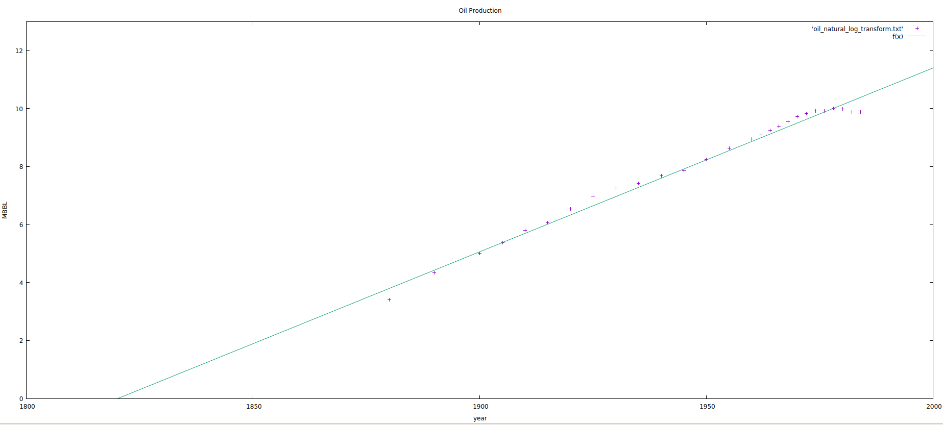 Oil Production
'oil_natural_log_transform.txt'
f(x)
12
10
8
6
4
2
0
MBBL
1800
1850
1900
1950
2000
year